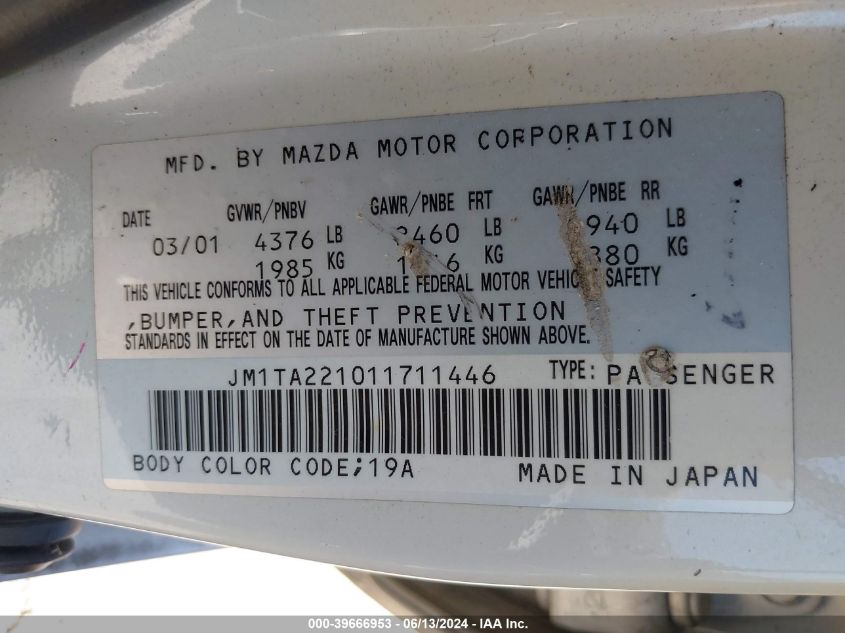 MFD. BY MAZDA MOTOR CORPORATION
DATE GVWR/PNBV GAWR/PNBE FRT GAWR/PNBE RR
03/01 4376 LB LB LB
1985 KG KG KG
THIS VEHICLE CONFORMS TO ALL APPLICABLE FEDERAL MOTOR VEHICLE SAFETY
,BUMPER,AND THEFT PREVENTION
STANDARDS IN EFFECT ON THE DATE OF MANUFACTURE SHOWN ABOVE.
JM1TA221011711446 TYPE: PASSENGER
BODY COLOR CODE;19A MADE IN JAPAN
000-39666953 - 06/13/2024 - IAA Inc.